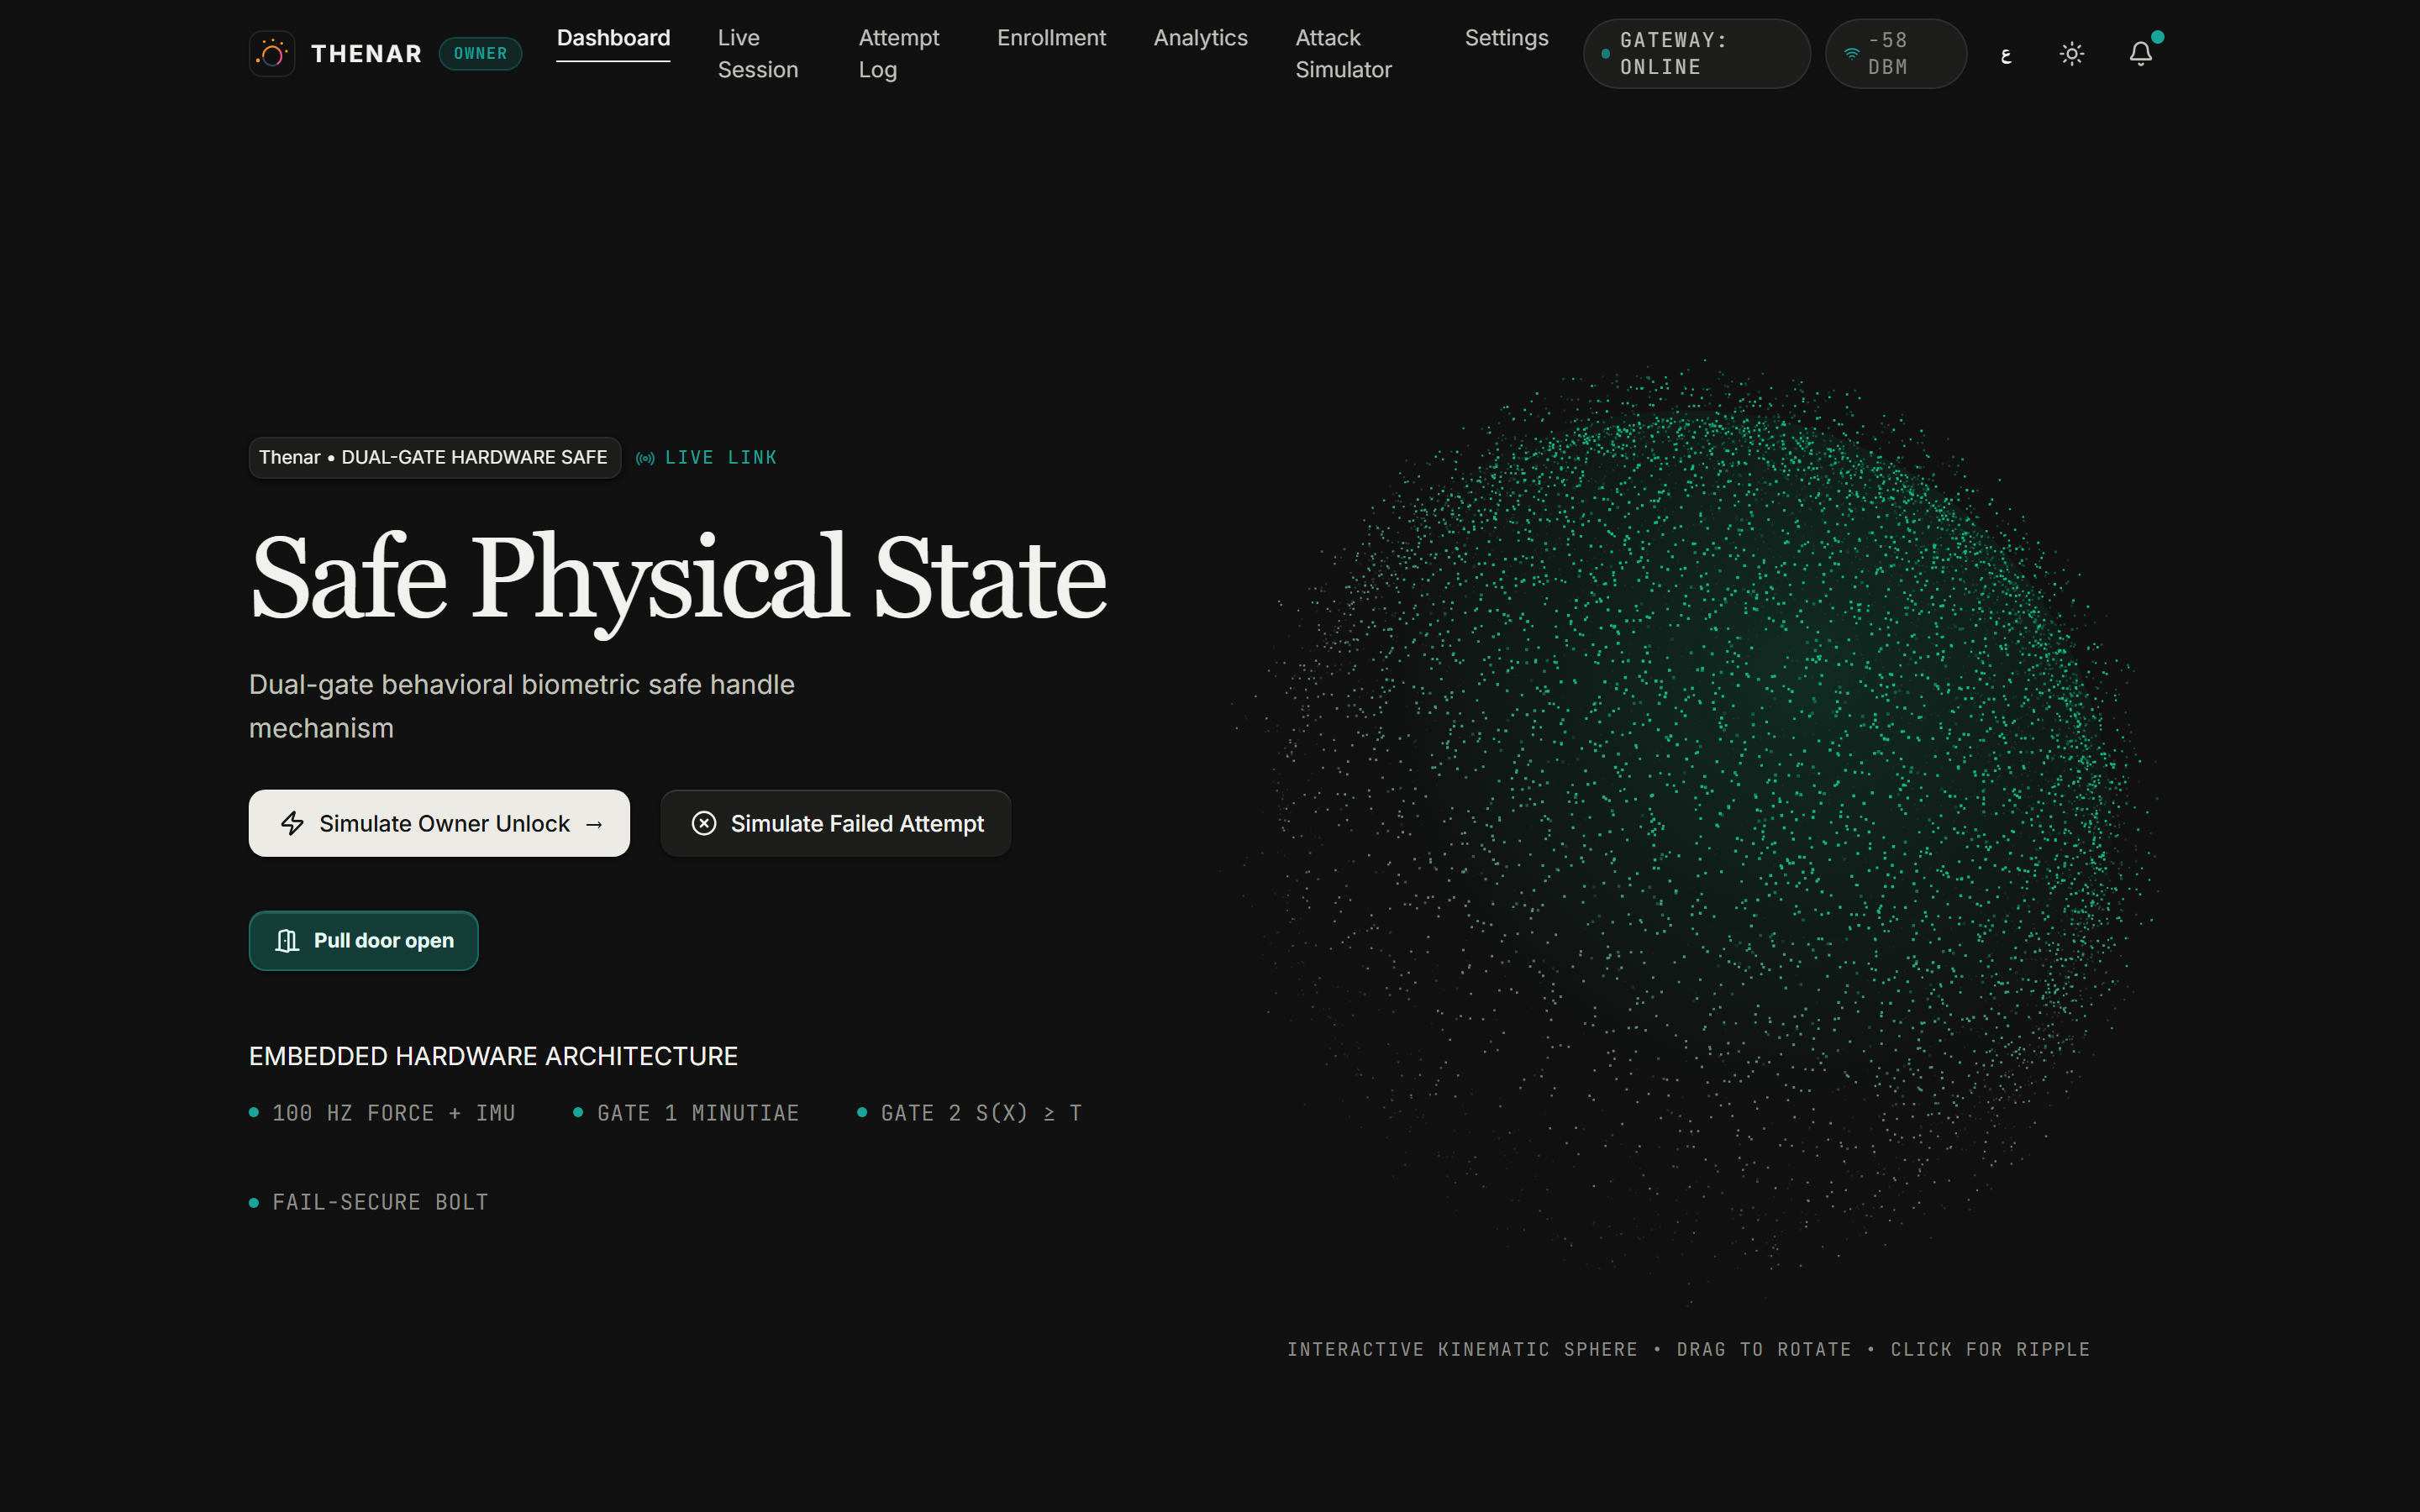 THENAR
OWNER
Dashboard
Live
Session
Attempt
Log
Enrollment
Analytics
Attack
Simulator
Settings
GATEWAY:
ONLINE
-58
DBM
ع
Thenar • DUAL-GATE HARDWARE SAFE
LIVE LINK
Safe Physical State
Dual-gate behavioral biometric safe handle
mechanism
Simulate Owner Unlock →
Simulate Failed Attempt
Pull door open
EMBEDDED HARDWARE ARCHITECTURE
100 HZ FORCE + IMU
GATE 1 MINUTIAE
GATE 2 S(X) ≥ T
FAIL-SECURE BOLT
INTERACTIVE KINEMATIC SPHERE • DRAG TO ROTATE • CLICK FOR RIPPLE